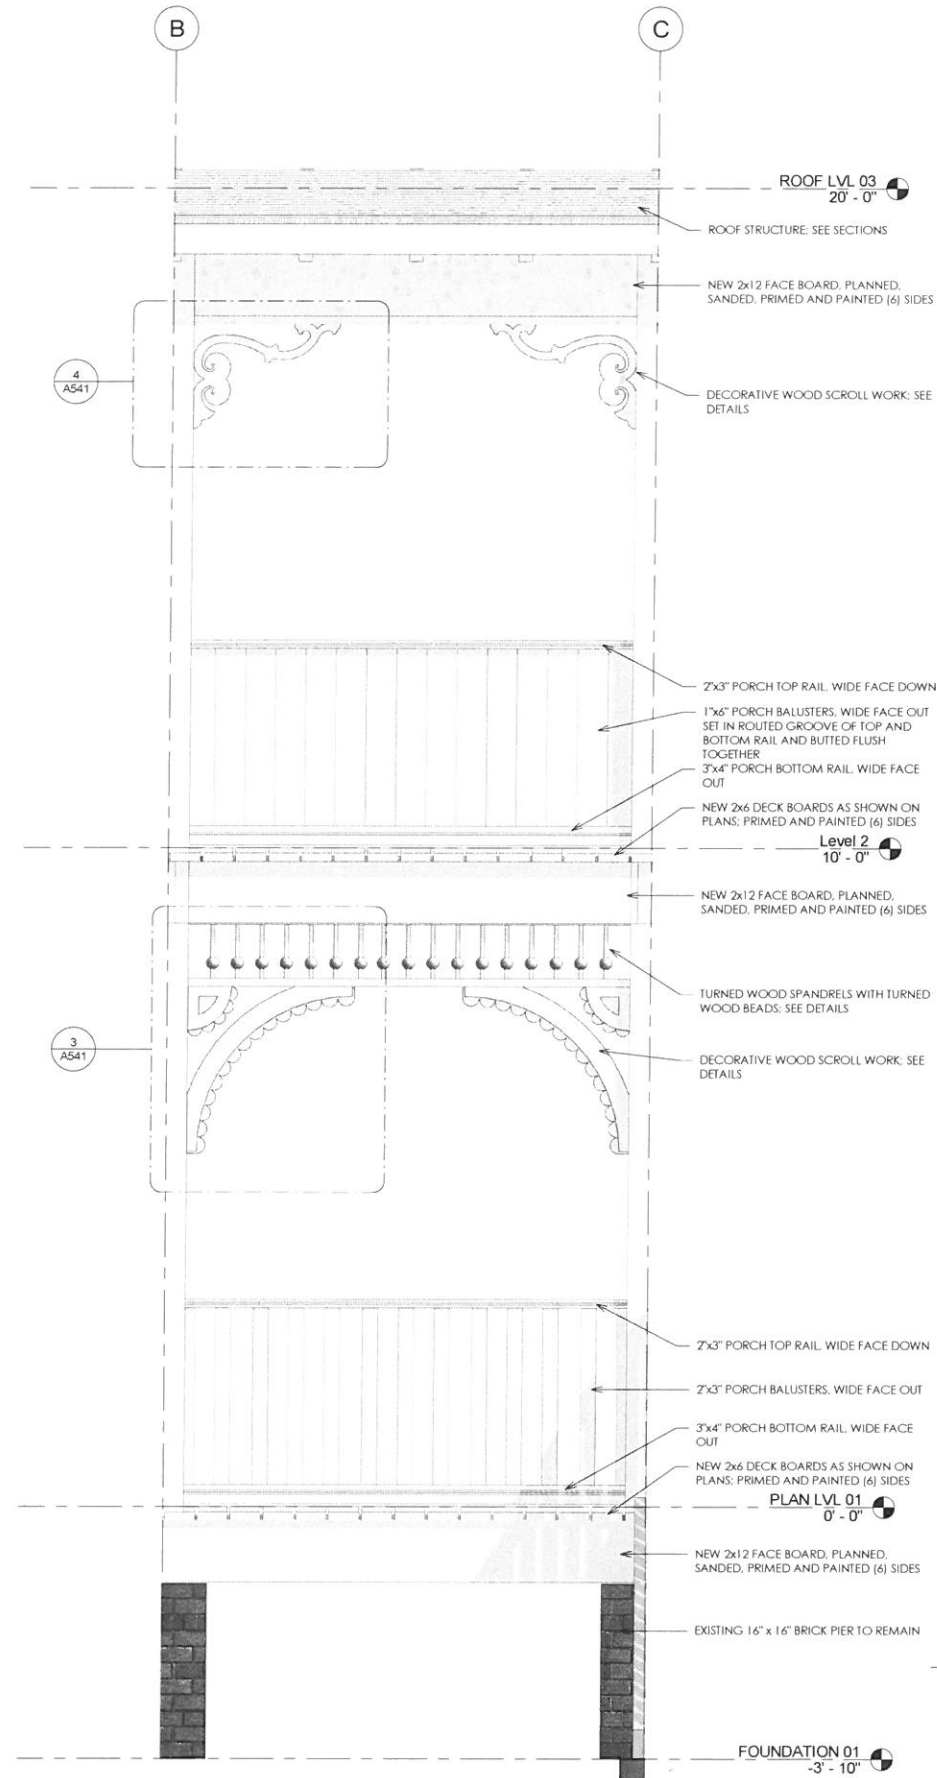 B
C
ROOF LVL 03
20' - 0"
ROOF STRUCTURE; SEE SECTIONS
NEW 2x12 FACE BOARD, PLANNED,
SANDED, PRIMED AND PAINTED (6) SIDES
4
A541
DECORATIVE WOOD SCROLL WORK; SEE
DETAILS
2"x3" PORCH TOP RAIL, WIDE FACE DOWN
1"x6" PORCH BALUSTERS, WIDE FACE OUT
SET IN ROUTED GROOVE OF TOP AND
BOTTOM RAIL AND BUTTED FLUSH
TOGETHER
3"x4" PORCH BOTTOM RAIL, WIDE FACE
OUT
NEW 2x6 DECK BOARDS AS SHOWN ON
PLANS; PRIMED AND PAINTED (6) SIDES
Level 2
10' - 0"
NEW 2x12 FACE BOARD, PLANNED,
SANDED, PRIMED AND PAINTED (6) SIDES
TURNED WOOD SPANDRELS WITH TURNED
WOOD BEADS; SEE DETAILS
3
A541
DECORATIVE WOOD SCROLL WORK; SEE
DETAILS
2"x3" PORCH TOP RAIL, WIDE FACE DOWN
2"x3" PORCH BALUSTERS, WIDE FACE OUT
3"x4" PORCH BOTTOM RAIL, WIDE FACE
OUT
NEW 2x6 DECK BOARDS AS SHOWN ON
PLANS; PRIMED AND PAINTED (6) SIDES
PLAN LVL 01
0' - 0"
NEW 2x12 FACE BOARD, PLANNED,
SANDED, PRIMED AND PAINTED (6) SIDES
EXISTING 16" x 16" BRICK PIER TO REMAIN
FOUNDATION 01
-3' - 10"